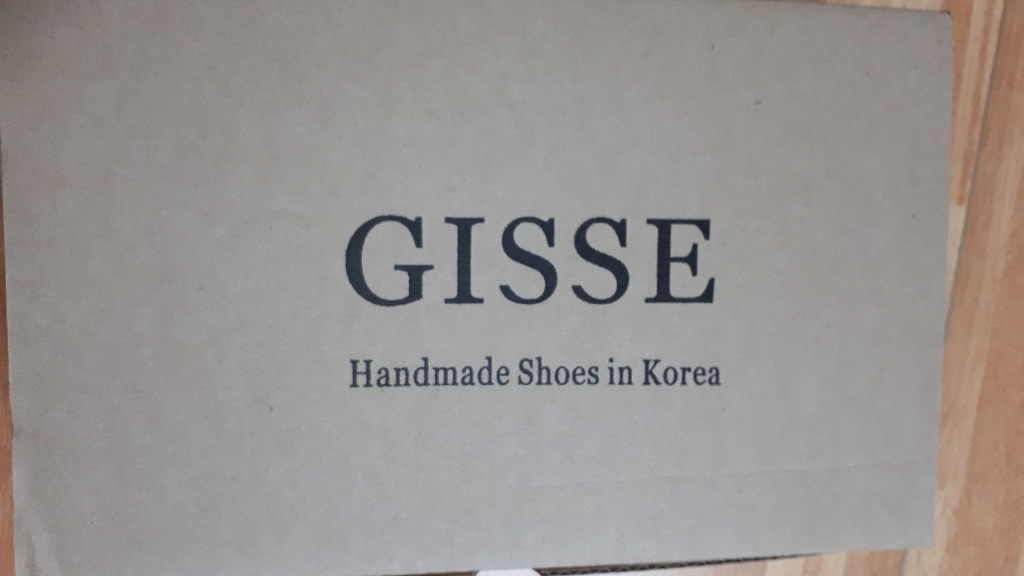 GISSE
Handmade Shoes in Korea